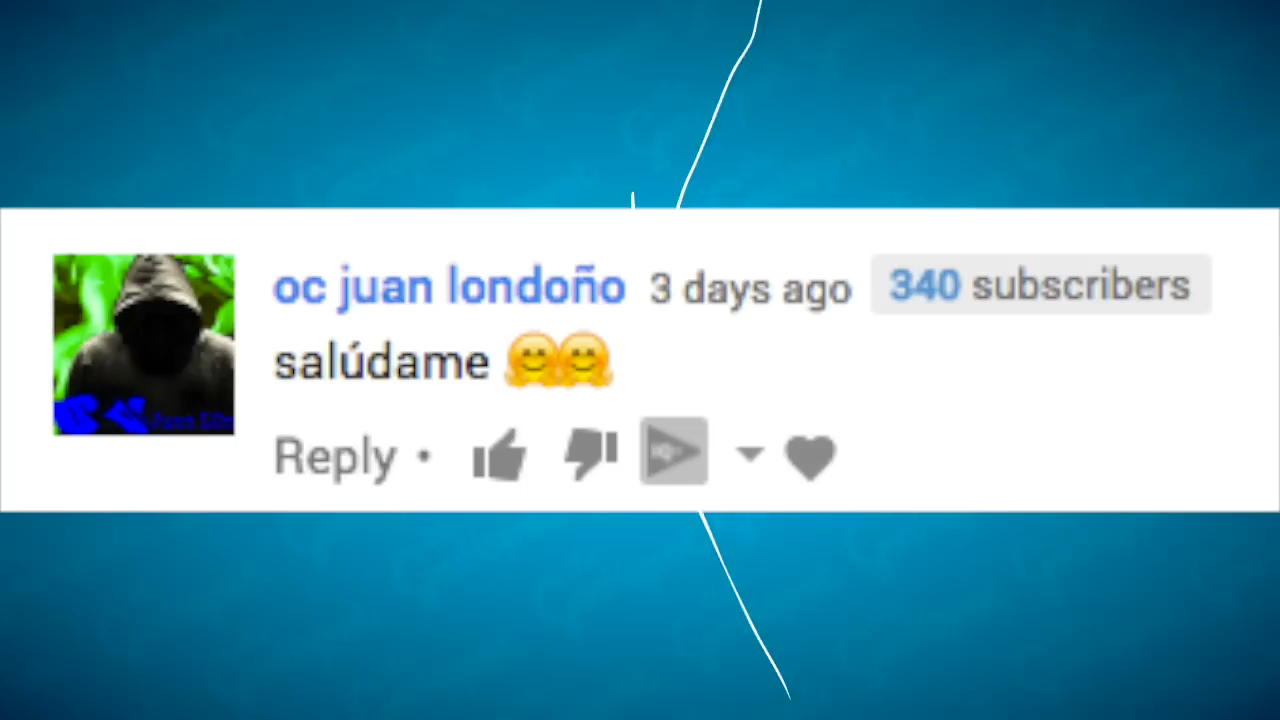 oc juan londoño 3 days ago 340 subscribers
salúdame 🤗🤗
Reply •